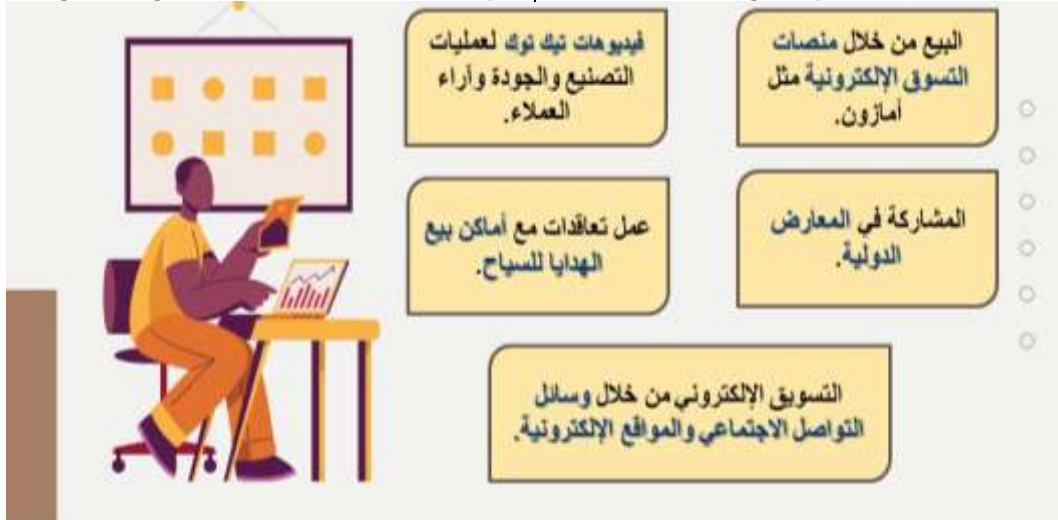 البيع من خلال منصات
التسوق الإلكترونية مثل
أمازون.
فيديوهات تيك توك لعمليات
التصنيع والجودة وآراء
العملاء.
المشاركة في المعارض
الدولية.
عمل تعاقدات مع أماكن بيع
الهدايا للسياح.
التسويق الإلكتروني من خلال وسائل
التواصل الاجتماعي والمواقع الإلكترونية.